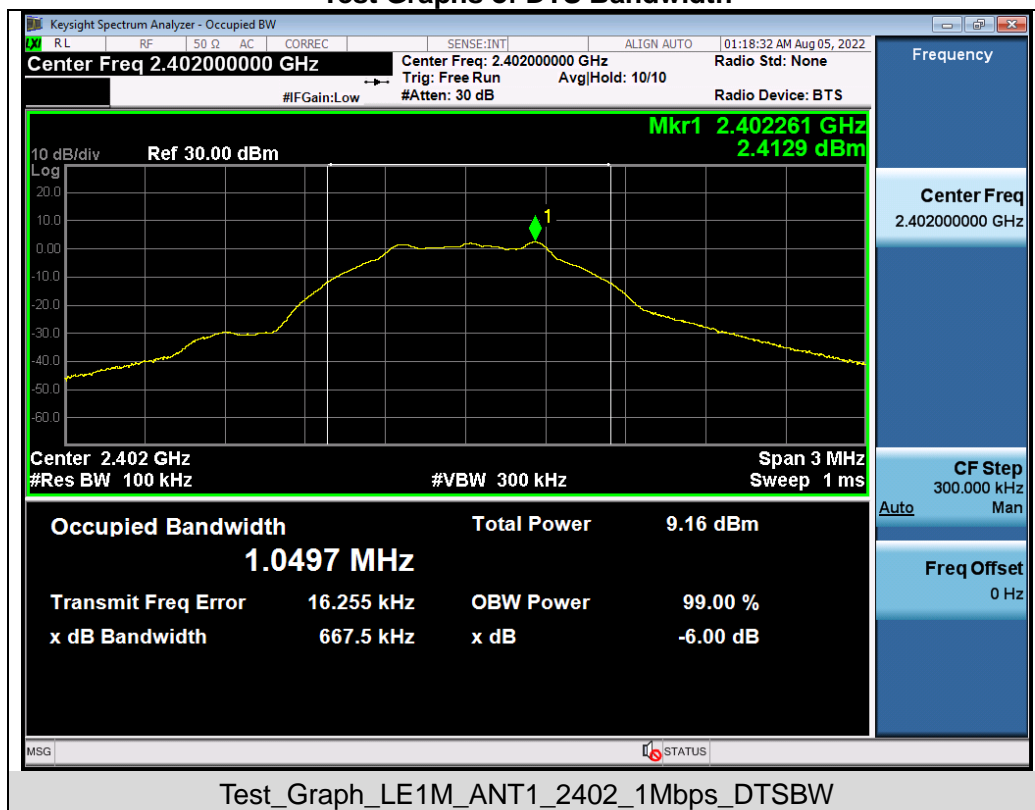 Test Graphs of DTS Bandwidth
Keysight Spectrum Analyzer - Occupied BW
LXI RL RF 50 Ω AC CORREC SENSE:INT ALIGN AUTO 01:18:32 AM Aug 05, 2022
Center Freq 2.402000000 GHz
Center Freq: 2.402000000 GHz
Radio Std: None
Trig: Free Run Avg|Hold: 10/10
#IFGain:Low
#Atten: 30 dB
Radio Device: BTS
Mkr1 2.402261 GHz
2.4129 dBm
10 dB/div Ref 30.00 dBm
Log
20.0
10.0
0.00
-10.0
-20.0
-30.0
-40.0
-50.0
-60.0
1
Center 2.402 GHz
Span 3 MHz
#Res BW 100 kHz
#VBW 300 kHz
Sweep 1 ms
Occupied Bandwidth
1.0497 MHz
Total Power 9.16 dBm
Transmit Freq Error 16.255 kHz
OBW Power 99.00 %
x dB Bandwidth 667.5 kHz
x dB -6.00 dB
Frequency
Center Freq
2.402000000 GHz
CF Step
300.000 kHz
Auto Man
Freq Offset
0 Hz
MSG
STATUS
Test_Graph_LE1M_ANT1_2402_1Mbps_DTSBW